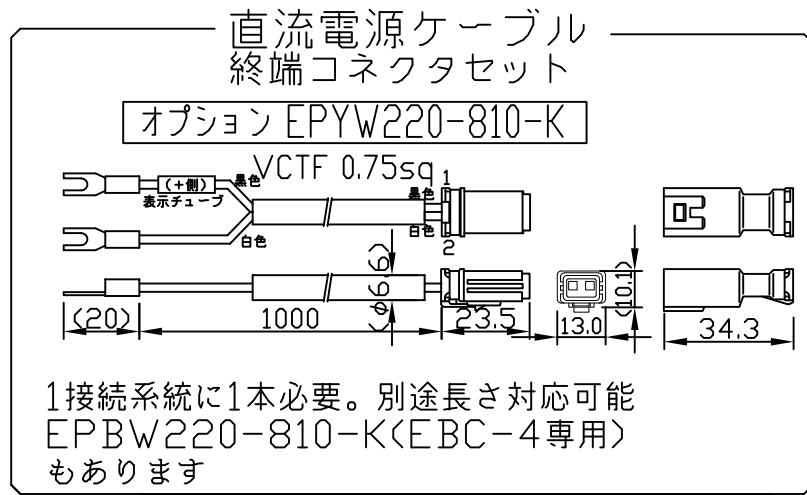 直流電源ケーブル
終端コネクタセット
オプション EPYW220-810-K
VCTF 0.75sq
(+側)
黒色
表示チューブ
白色
黒色
1
白色
2
(20)
1000
(φ6.6)
23.5
13.0
(10.1)
34.3
1接続系統に1本必要。別途長さ対応可能
EPBW220-810-K(EBC-4専用)
もあります